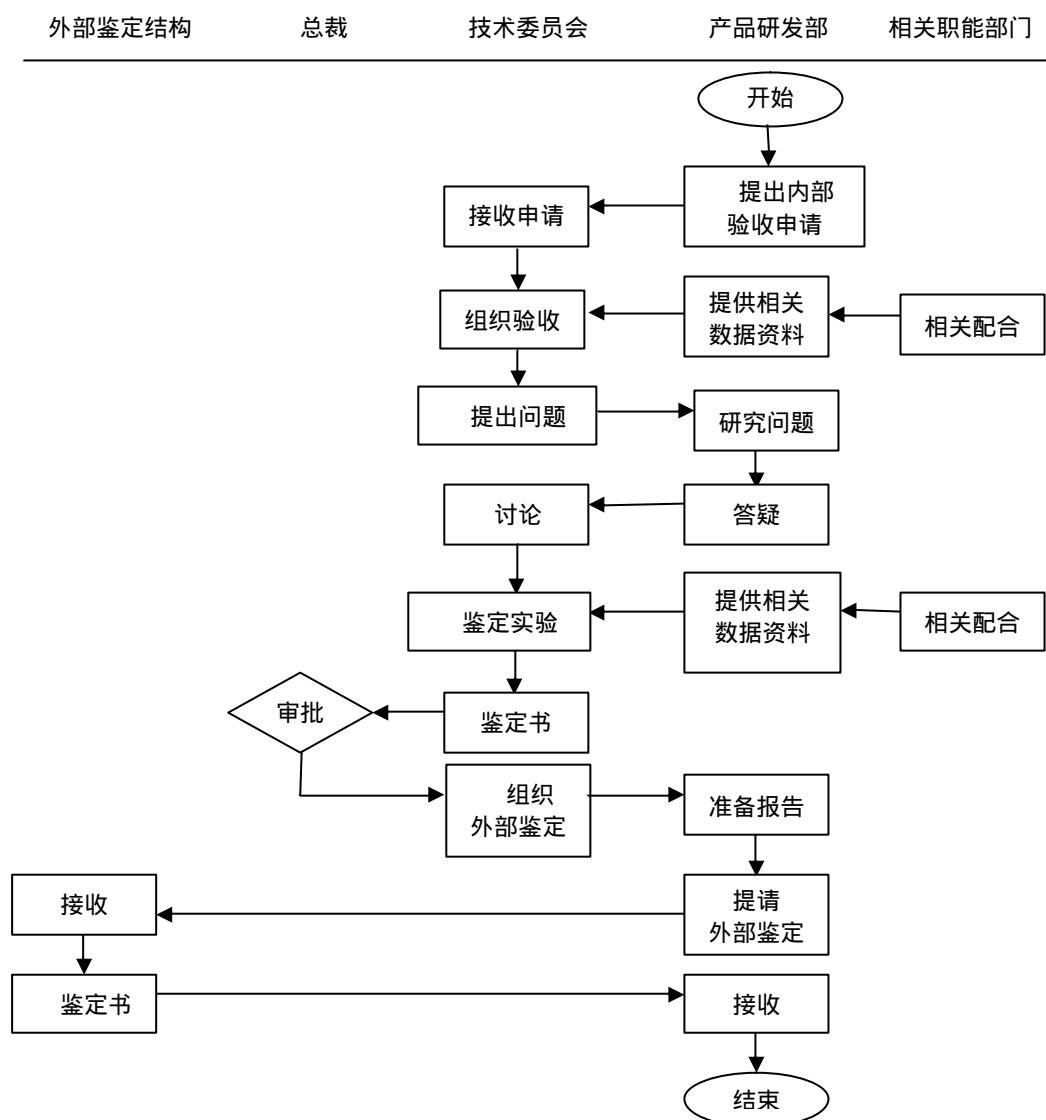 外部鉴定结构 总裁 技术委员会 产品研发部 相关职能部门
开始
提出内部
验收申请
接收申请
组织验收
提供相关
数据资料
相关配合
提出问题
研究问题
讨论
答疑
鉴定实验
提供相关
数据资料
相关配合
审批
鉴定书
组织
外部鉴定
准备报告
接收
提请
外部鉴定
鉴定书
接收
结束